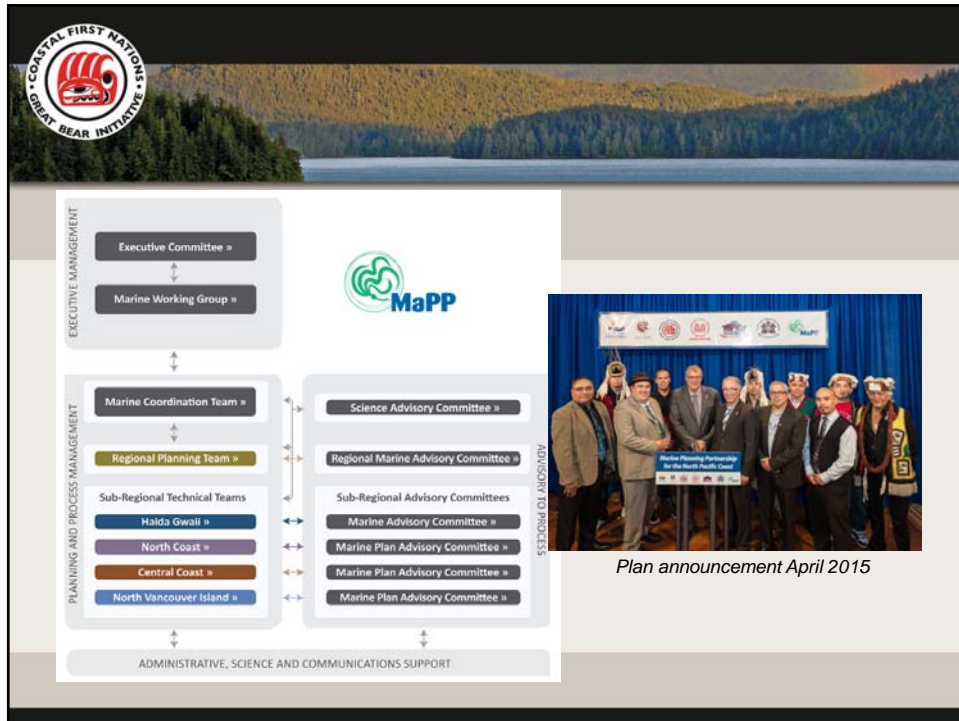 COASTAL FIRST NATIONS
GREAT BEAR INITIATIVE
EXECUTIVE MANAGEMENT
Executive Committee »
Marine Working Group »
MaPP
PLANNING AND PROCESS MANAGEMENT
Marine Coordination Team »
Regional Planning Team »
Sub-Regional Technical Teams
Haida Gwaii »
North Coast »
Central Coast »
North Vancouver Island »
Science Advisory Committee »
Regional Marine Advisory Committee »
Sub-Regional Advisory Committees
Marine Advisory Committee »
Marine Plan Advisory Committee »
Marine Plan Advisory Committee »
Marine Plan Advisory Committee »
ADVISORY TO PROCESS
ADMINISTRATIVE, SCIENCE AND COMMUNICATIONS SUPPORT
MaPP
Marine Planning Partnership
for the North Pacific Coast
Plan announcement April 2015